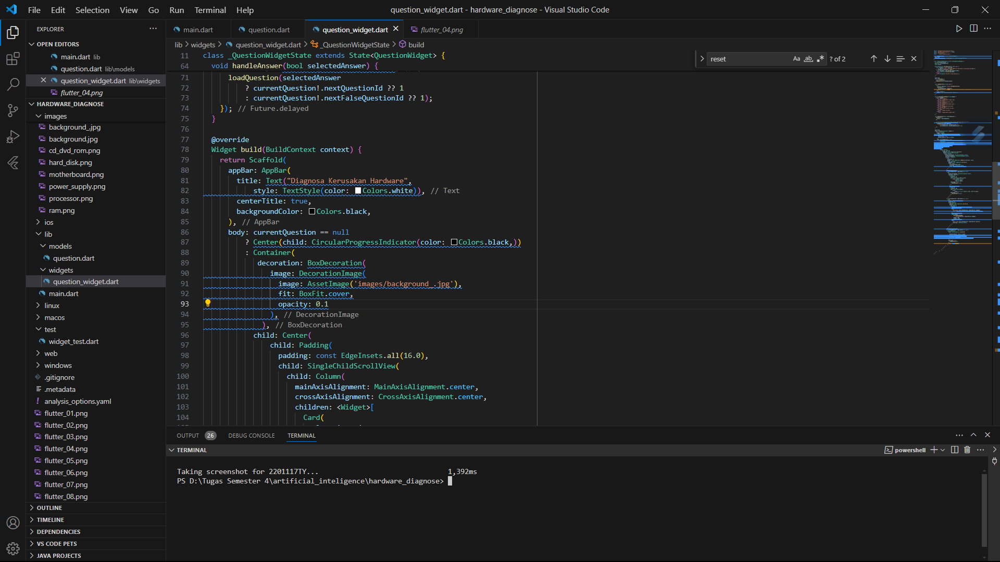 File Edit Selection View Go Run Terminal Help
question_widget.dart - hardware_diagnose - Visual Studio Code
EXPLORER
OPEN EDITORS
main.dart lib
question.dart lib\models
question_widget.dart lib\widgets
flutter_04.png
HARDWARE_DIAGNOSE
images
background_.jpg
background.jpg
cd_dvd_rom.png
hard_disk.png
motherboard.png
power_supply.png
processor.png
ram.png
ios
lib
models
question.dart
widgets
question_widget.dart
main.dart
linux
macos
test
widget_test.dart
web
windows
.gitignore
.metadata
analysis_options.yaml
flutter_01.png
flutter_02.png
flutter_03.png
flutter_04.png
flutter_05.png
flutter_06.png
flutter_07.png
flutter_08.png
OUTLINE
TIMELINE
DEPENDENCIES
VS CODE PETS
JAVA PROJECTS
main.dart question.dart question_widget.dart flutter_04.png
lib > widgets > question_widget.dart > _QuestionWidgetState > build
reset Aa ab ? of 2
11 class _QuestionWidgetState extends State<QuestionWidget> {
64 void handleAnswer(bool selectedAnswer) {
71 loadQuestion(selectedAnswer
72 ? currentQuestion!.nextQuestionId ?? 1
73 : currentQuestion!.nextFalseQuestionId ?? 1);
74 }); // Future.delayed
75 }
76
77 @override
78 Widget build(BuildContext context) {
79 return Scaffold(
80 appBar: AppBar(
81 title: Text("Diagnosa Kerusakan Hardware",
82 style: TextStyle(color: Colors.white)), // Text
83 centerTitle: true,
84 backgroundColor: Colors.black,
85 ), // AppBar
86 body: currentQuestion == null
87 ? Center(child: CircularProgressIndicator(color: Colors.black,))
88 : Container(
89 decoration: BoxDecoration(
90 image: DecorationImage(
91 image: AssetImage('images/background_.jpg'),
92 fit: BoxFit.cover,
93 opacity: 0.1
94 ), // DecorationImage
95 ), // BoxDecoration
96 child: Center(
97 child: Padding(
98 padding: const EdgeInsets.all(16.0),
99 child: SingleChildScrollView(
100 child: Column(
101 mainAxisAlignment: MainAxisAlignment.center,
102 crossAxisAlignment: CrossAxisAlignment.center,
103 children: <Widget>[
104 Card(
OUTPUT 26 DEBUG CONSOLE TERMINAL
TERMINAL
powershell
Taking screenshot for 2201117TY... 1,392ms
PS D:\Tugas Semester 4\artificial_inteligence\hardware_diagnose>